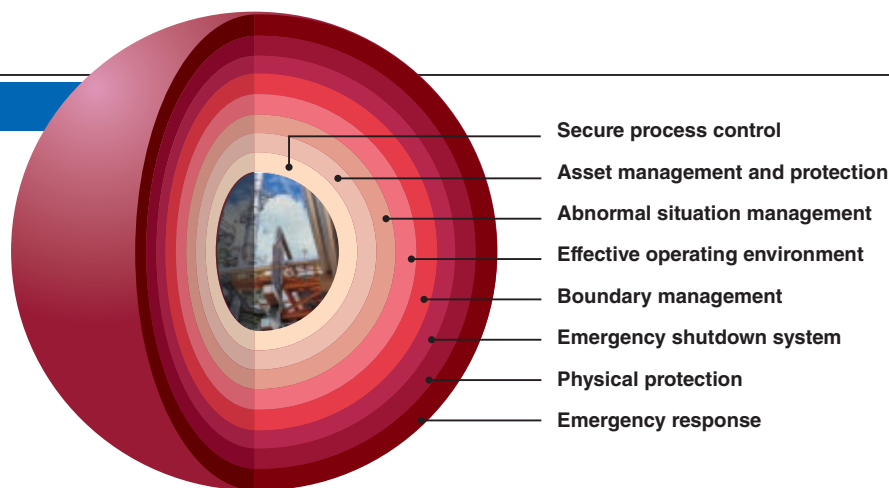 Secure process control
Asset management and protection
Abnormal situation management
Effective operating environment
Boundary management
Emergency shutdown system
Physical protection
Emergency response